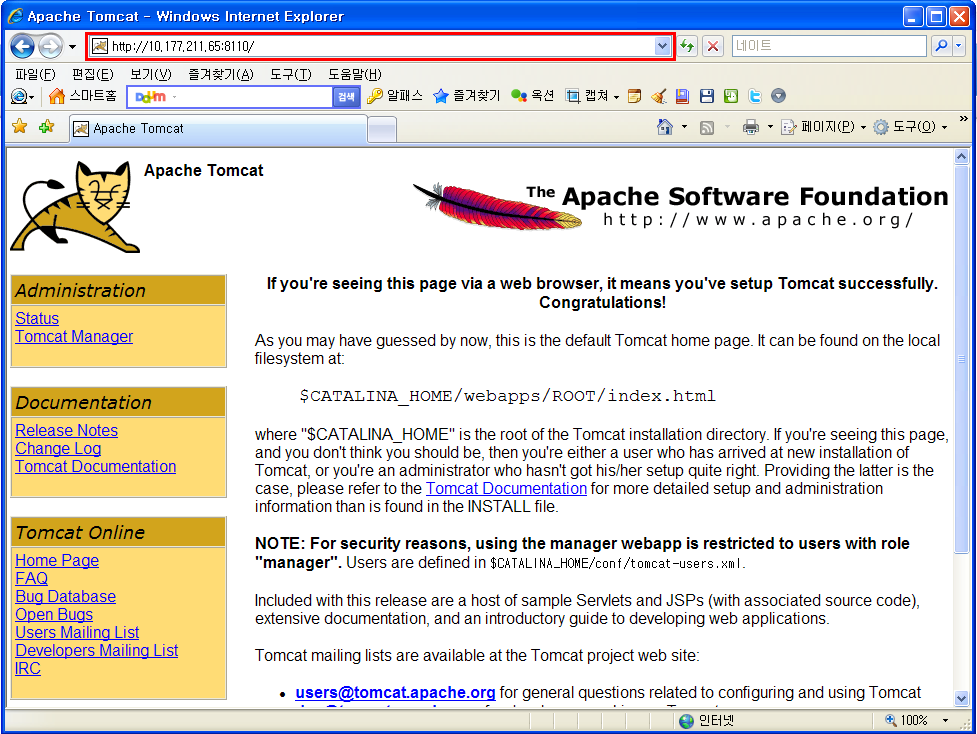 Apache Tomcat - Windows Internet Explorer
http://10.177.211.65:8110/
네이트
파일(F) 편집(E) 보기(V) 즐겨찾기(A) 도구(T) 도움말(H)
스마트홈 Daum 검색 알패스 즐겨찾기 옥션 캡쳐
Apache Tomcat
페이지(P) 도구(O)
Apache Tomcat
The Apache Software Foundation
http://www.apache.org/
Administration
Status
Tomcat Manager
Documentation
Release Notes
Change Log
Tomcat Documentation
Tomcat Online
Home Page
FAQ
Bug Database
Open Bugs
Users Mailing List
Developers Mailing List
IRC
If you're seeing this page via a web browser, it means you've setup Tomcat successfully.
Congratulations!
As you may have guessed by now, this is the default Tomcat home page. It can be found on the local
filesystem at:
$CATALINA_HOME/webapps/ROOT/index.html
where "$CATALINA_HOME" is the root of the Tomcat installation directory. If you're seeing this page,
and you don't think you should be, then you're either a user who has arrived at new installation of
Tomcat, or you're an administrator who hasn't got his/her setup quite right. Providing the latter is the
case, please refer to the Tomcat Documentation for more detailed setup and administration
information than is found in the INSTALL file.
NOTE: For security reasons, using the manager webapp is restricted to users with role
"manager". Users are defined in $CATALINA_HOME/conf/tomcat-users.xml.
Included with this release are a host of sample Servlets and JSPs (with associated source code),
extensive documentation, and an introductory guide to developing web applications.
Tomcat mailing lists are available at the Tomcat project web site:
• users@tomcat.apache.org for general questions related to configuring and using Tomcat
인터넷
100%